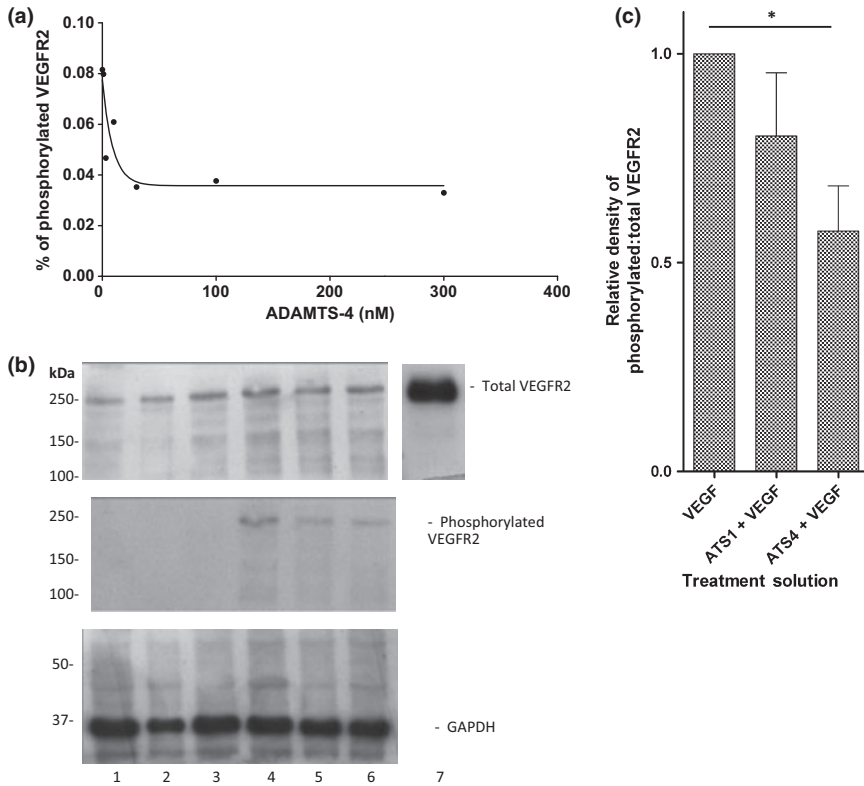 (a)
% of phosphorylated VEGFR2
0.10
0.08
0.06
0.04
0.02
0.00
0
100
200
300
400
ADAMTS-4 (nM)
(b)
kDa
250-
150-
100-
- Total VEGFR2
250-
150-
100-
- Phosphorylated
VEGFR2
50-
37-
- GAPDH
1 2 3 4 5 6 7
(c)
*
Relative density of
phosphorylated:total VEGFR2
1.0
0.5
0.0
VEGF
ATS1 + VEGF
ATS4 + VEGF
Treatment solution